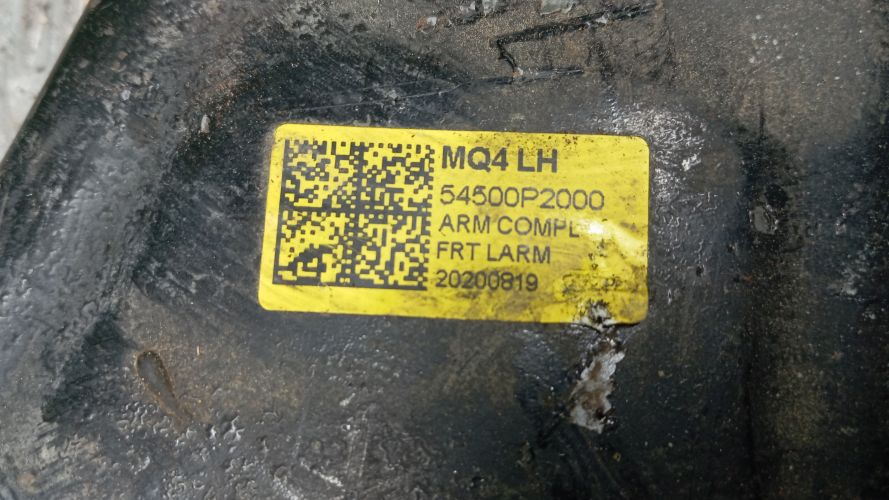 MQ4 LH
54500P2000
ARM COMPL
FRT LARM
20200819